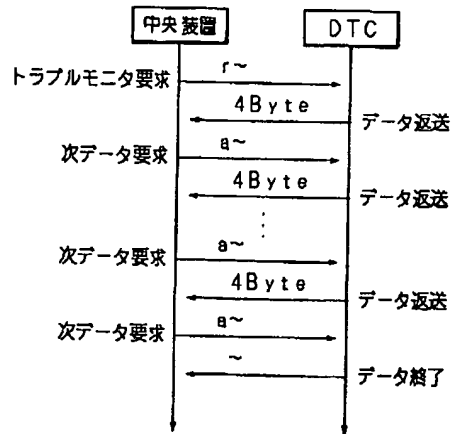 中央装置 DTC
トラブルモニタ要求 r~
4Byte データ返送
次データ要求 a~
4Byte データ返送
⋮
次データ要求 a~
4Byte データ返送
次データ要求 a~
~ データ終了